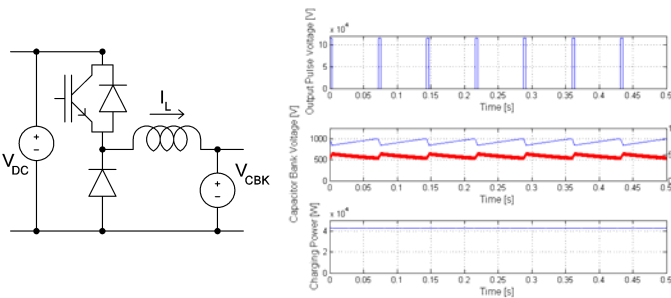 I_L
V_DC
+
−
V_CBK
+
−
Output Pulse Voltage [V]
x 10⁴
10
5
0
0 0.05 0.1 0.15 0.2 0.25 0.3 0.35 0.4 0.45 0.5
Time [s]
Capacitor Bank Voltage [V]
1000
500
0
0 0.05 0.1 0.15 0.2 0.25 0.3 0.35 0.4 0.45 0.5
Time [s]
Charging Power [W]
x 10⁴
4
2
0
0 0.05 0.1 0.15 0.2 0.25 0.3 0.35 0.4 0.45 0.5
Time [s]